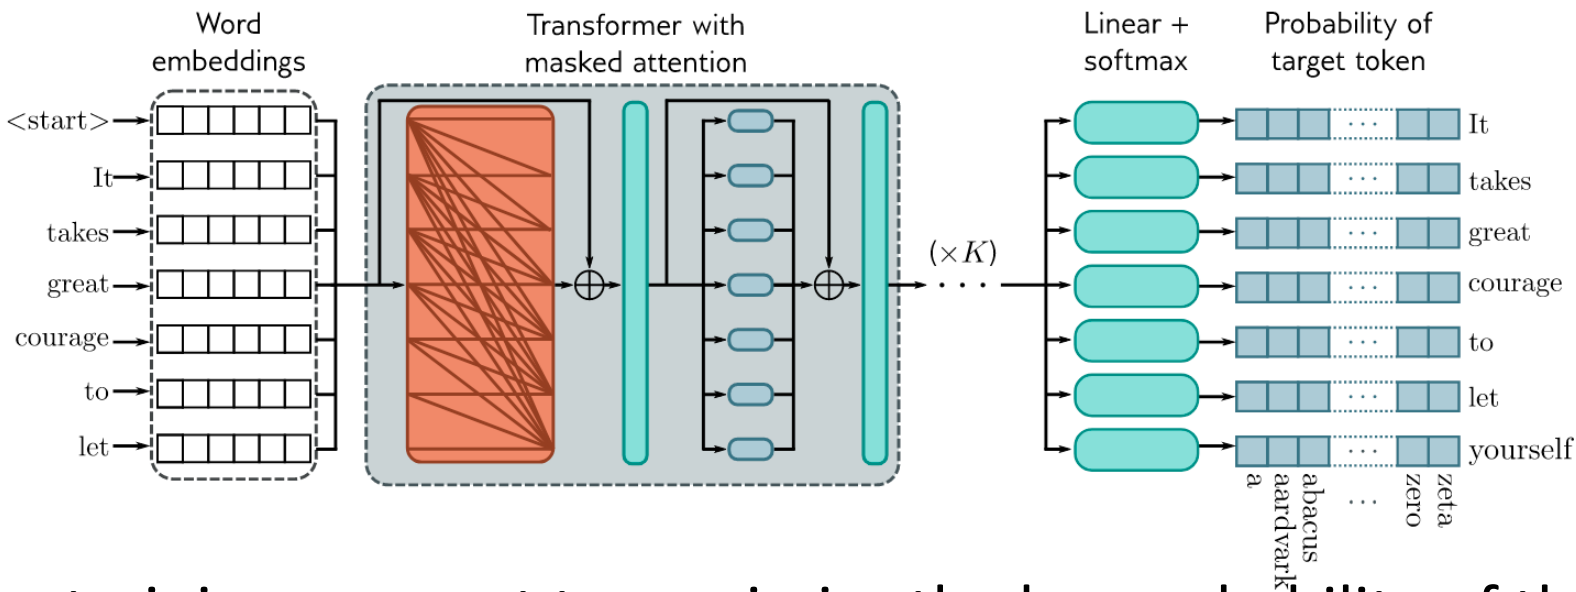 Word
embeddings
Transformer with
masked attention
Linear +
softmax
Probability of
target token
<start>
It
takes
great
courage
to
let
(×K)
· · · ·
It
takes
great
courage
to
let
yourself
a
aardvark
abacus
...
zero
zeta